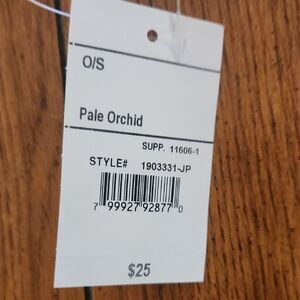 O/S
Pale Orchid
SUPP. 11606-1
STYLE# 1903331-JP
7 99927 92877 0
$25